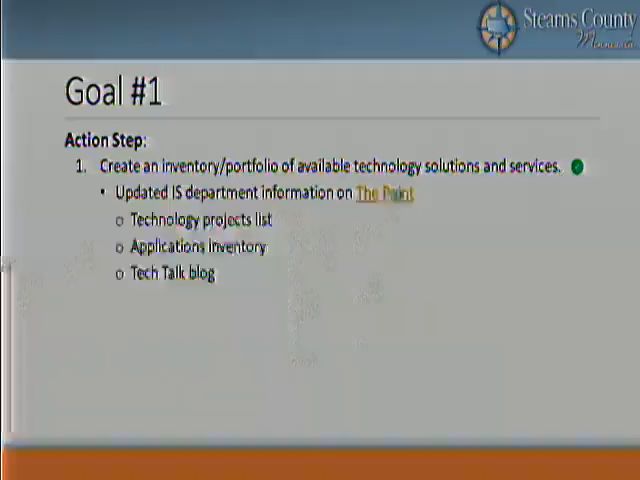 Stearns County
Minnesota
Goal #1
Action Step:
1. Create an inventory/portfolio of available technology solutions and services.
• Updated IS department information on The Point
o Technology projects list
o Applications inventory
o Tech Talk blog